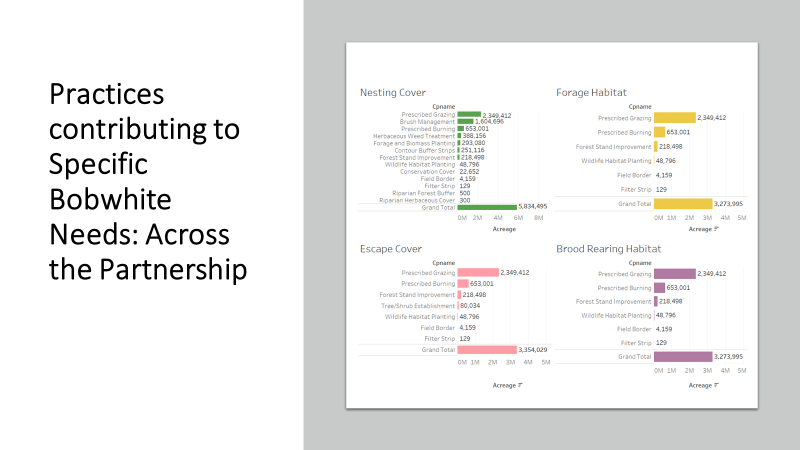 Practices
contributing to
Specific
Bobwhite
Needs: Across
the Partnership
Nesting Cover
Cpname
Prescribed Grazing 2,349,412
Brush Management 1,604,696
Prescribed Burning 653,001
Herbaceous Weed Treatment 388,156
Forage and Biomass Planting 293,080
Contour Buffer Strips 251,116
Forest Stand Improvement 218,498
Wildlife Habitat Planting 48,796
Conservation Cover 22,652
Field Border 4,159
Filter Strip 129
Riparian Forest Buffer 500
Riparian Herbaceous Cover 300
Grand Total 5,834,495
0M 2M 4M 6M 8M
Acreage
Forage Habitat
Cpname
Prescribed Grazing 2,349,412
Prescribed Burning 653,001
Forest Stand Improvement 218,498
Wildlife Habitat Planting 48,796
Field Border 4,159
Filter Strip 129
Grand Total 3,273,995
0M 1M 2M 3M 4M 5M
Acreage
Escape Cover
Cpname
Prescribed Grazing 2,349,412
Prescribed Burning 653,001
Forest Stand Improvement 218,498
Tree/Shrub Establishment 80,034
Wildlife Habitat Planting 48,796
Field Border 4,159
Filter Strip 129
Grand Total 3,354,029
0M 1M 2M 3M 4M 5M
Acreage
Brood Rearing Habitat
Cpname
Prescribed Grazing 2,349,412
Prescribed Burning 653,001
Forest Stand Improvement 218,498
Wildlife Habitat Planting 48,796
Field Border 4,159
Filter Strip 129
Grand Total 3,273,995
0M 1M 2M 3M 4M 5M
Acreage